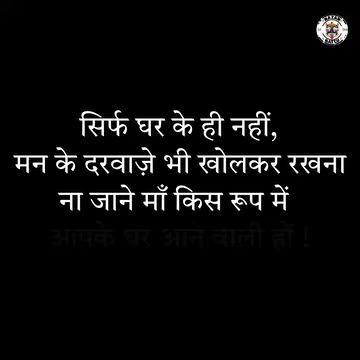 सिर्फ घर के ही नहीं,
मन के दरवाज़े भी खोलकर रखना
ना जाने माँ किस रूप में
आपके घर आने वाली हो !